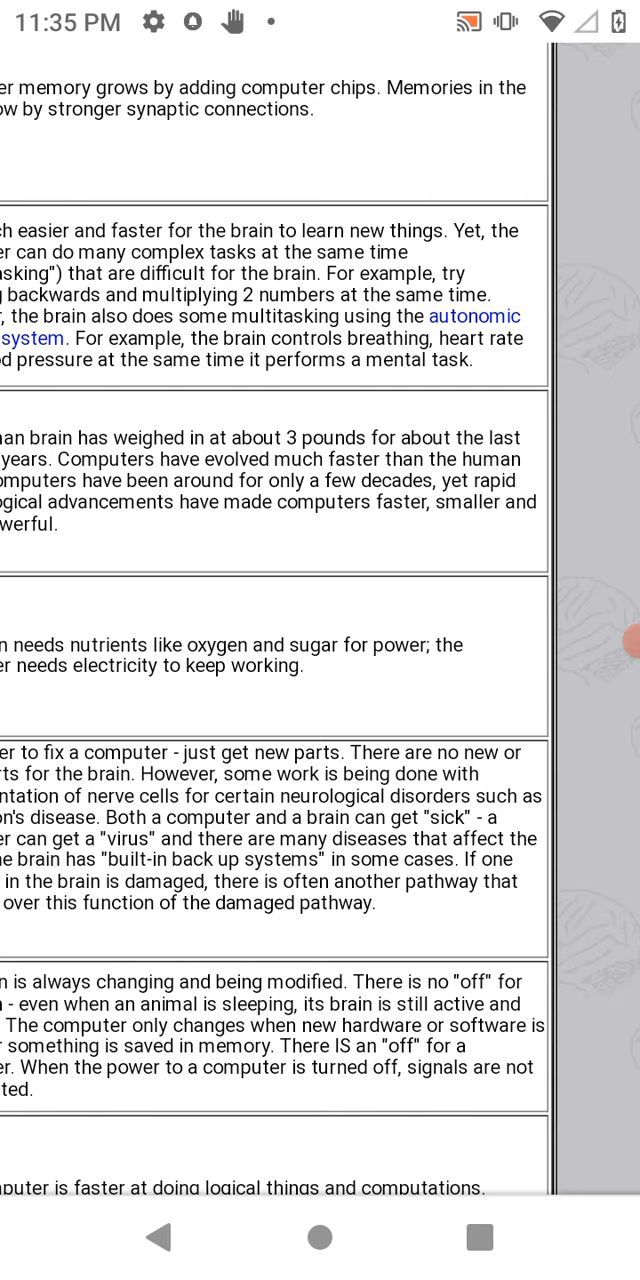 11:35 PM
er memory grows by adding computer chips. Memories in the
ow by stronger synaptic connections.
ch easier and faster for the brain to learn new things. Yet, the
er can do many complex tasks at the same time
asking") that are difficult for the brain. For example, try
g backwards and multiplying 2 numbers at the same time.
r, the brain also does some multitasking using the autonomic
system. For example, the brain controls breathing, heart rate
od pressure at the same time it performs a mental task.
nan brain has weighed in at about 3 pounds for about the last
years. Computers have evolved much faster than the human
omputers have been around for only a few decades, yet rapid
ogical advancements have made computers faster, smaller and
werful.
n needs nutrients like oxygen and sugar for power; the
er needs electricity to keep working.
er to fix a computer - just get new parts. There are no new or
rts for the brain. However, some work is being done with
ntation of nerve cells for certain neurological disorders such as
on's disease. Both a computer and a brain can get "sick" - a
er can get a "virus" and there are many diseases that affect the
he brain has "built-in back up systems" in some cases. If one
in the brain is damaged, there is often another pathway that
over this function of the damaged pathway.
n is always changing and being modified. There is no "off" for
n - even when an animal is sleeping, its brain is still active and
The computer only changes when new hardware or software is
r something is saved in memory. There IS an "off" for a
er. When the power to a computer is turned off, signals are not
ted.
nputer is faster at doing logical things and computations.